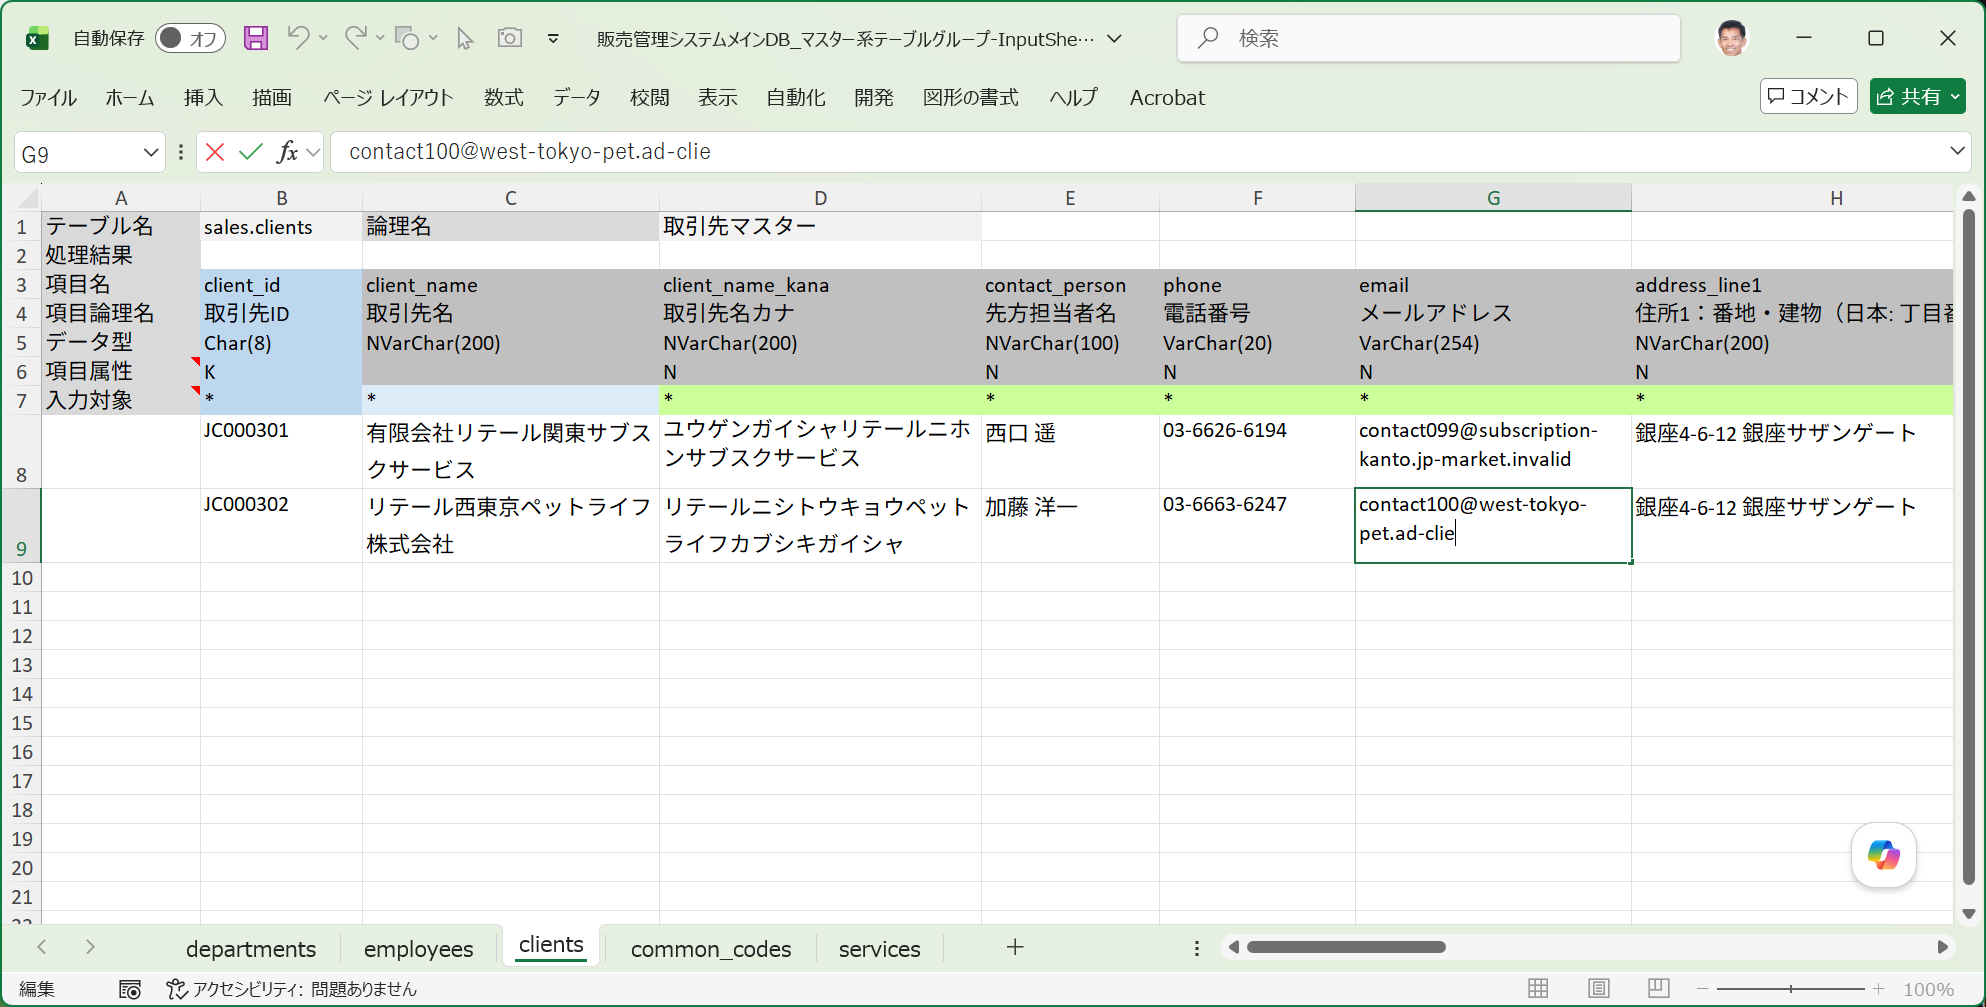 自動保存 オフ 販売管理システムメインDB_マスター系テーブルグループ-InputShe… 検索
ファイル ホーム 挿入 描画 ページ レイアウト 数式 データ 校閲 表示 自動化 開発 図形の書式 ヘルプ Acrobat コメント 共有
G9 fx contact100@west-tokyo-pet.ad-clie
A B C D E F G H
1 テーブル名 sales.clients 論理名 取引先マスター
2 処理結果
3 項目名 client_id client_name client_name_kana contact_person phone email address_line1
4 項目論理名 取引先ID 取引先名 取引先名カナ 先方担当者名 電話番号 メールアドレス 住所1：番地・建物（日本: 丁目
5 データ型 Char(8) NVarChar(200) NVarChar(200) NVarChar(100) VarChar(20) VarChar(254) NVarChar(200)
6 項目属性 K N N N N N
7 入力対象 * * * * * * *
JC000301 有限会社リテール関東サブス ユウゲンガイシャリテールニホ 西口 遥 03-6626-6194 contact099@subscription- 銀座4-6-12 銀座サザンゲート
8 クサービス ンサブスクサービス kanto.jp-market.invalid
JC000302 リテール西東京ペットライフ リテールニシトウキョウペット 加藤 洋一 03-6663-6247 contact100@west-tokyo- 銀座4-6-12 銀座サザンゲート
9 株式会社 ライフカブシキガイシャ pet.ad-clie
10
11
12
13
14
15
16
17
18
19
20
21
departments employees clients common_codes services
編集 アクセシビリティ: 問題ありません 100%